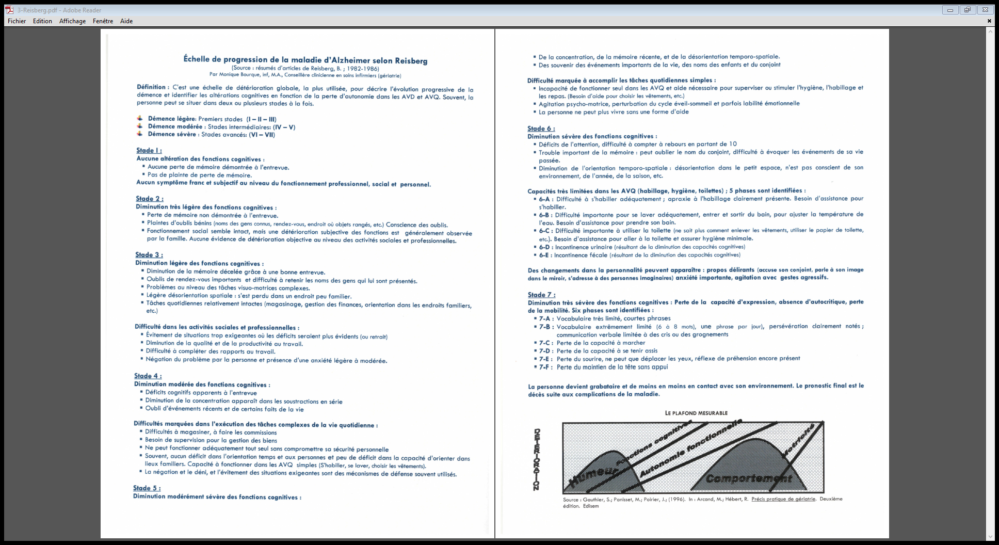 3-Reisberg.pdf - Adobe Reader
Fichier Edition Affichage Fenêtre Aide
Échelle de progression de la maladie d'Alzheimer selon Reisberg
(Source : résumés d'articles de Reisberg, B. ; 1982-1986)
Par Monique Bourque, inf, M.A., Conseillère clinicienne en soins infirmiers (gériatrie)
Définition : C'est une échelle de détérioration globale, la plus utilisée, pour décrire l'évolution progressive de la
démence et identifier les altérations cognitives en fonction de la perte d'autonomie dans les AVD et AVQ. Souvent, la
personne peut se situer dans deux ou plusieurs stades à la fois.
Démence légère: Premiers stades (I – II – III)
Démence modérée : Stades intermédiaires: (IV – V)
Démence sévère : Stades avancés: (VI – VII)
Stade I :
Aucune altération des fonctions cognitives :
▪ Aucune perte de mémoire démontrée à l'entrevue.
▪ Pas de plainte de perte de mémoire.
Aucun symptôme franc et subjectif au niveau du fonctionnement professionnel, social et personnel.
Stade 2 :
Diminution très légère des fonctions cognitives :
▪ Perte de mémoire non démontrée à l'entrevue.
▪ Plaintes d'oublis bénins (noms des gens connus, rendez-vous, endroit où objets rangés, etc.) Conscience des oublis.
▪ Fonctionnement social semble intact, mais une détérioration subjective des fonctions est généralement observée
par la famille. Aucune évidence de détérioration objective au niveau des activités sociales et professionnelles.
Stade 3 :
Diminution légère des fonctions cognitives :
▪ Diminution de la mémoire décelée grâce à une bonne entrevue.
▪ Oublis de rendez-vous importants et difficulté à retenir les noms des gens qui lui sont présentés.
▪ Problèmes au niveau des tâches visuo-motrices complexes.
▪ Légère désorientation spatiale : s'est perdu dans un endroit peu familier.
▪ Tâches quotidiennes relativement intactes (magasinage, gestion des finances, orientation dans les endroits familiers,
etc.)
Difficulté dans les activités sociales et professionnelles :
▪ Évitement de situations trop exigeantes où les déficits seraient plus évidents (ou retrait)
▪ Diminution de la qualité et de la productivité au travail.
▪ Difficulté à compléter des rapports au travail.
▪ Négation du problème par la personne et présence d'une anxiété légère à modérée.
Stade 4 :
Diminution modérée des fonctions cognitives :
▪ Déficits cognitifs apparents à l'entrevue
▪ Diminution de la concentration apparaît dans les soustractions en série
▪ Oubli d'événements récents et de certains faits de la vie
Difficultés marquées dans l'exécution des tâches complexes de la vie quotidienne :
▪ Difficultés à magasiner, à faire les commissions
▪ Besoin de supervision pour la gestion des biens
▪ Ne peut fonctionner adéquatement tout seul sans compromettre sa sécurité personnelle
▪ Souvent, aucun déficit dans l'orientation temps et aux personnes et peu de déficit dans la capacité d'orienter dans
lieux familiers. Capacité à fonctionner dans les AVQ simples (S'habiller, se laver, choisir les vêtements).
▪ La négation et le déni, et l'évitement des situations exigeantes sont des mécanismes de défense souvent utilisés.
Stade 5 :
Diminution modérément sévère des fonctions cognitives :
▪ De la concentration, de la mémoire récente, et de la désorientation temporo-spatiale.
▪ Des souvenir des événements importants de la vie, des noms des enfants et du conjoint
Difficulté marquée à accomplir les tâches quotidiennes simples :
▪ Incapacité de fonctionner seul dans les AVQ et aide nécessaire pour superviser ou stimuler l'hygiène, l'habillage et
les repas. (Besoin d'aide pour choisir les vêtements, etc.)
▪ Agitation psycho-motrice, perturbation du cycle éveil-sommeil et parfois labilité émotionnelle
▪ La personne ne peut plus vivre sans une forme d'aide
Stade 6 :
Diminution sévère des fonctions cognitives :
▪ Déficits de l'attention, difficulté à compter à rebours en partant de 10
▪ Trouble important de la mémoire : peut oublier le nom du conjoint, difficulté à évoquer les événements de sa vie
passée.
▪ Diminution de l'orientation temporo-spatiale : désorientation dans le petit espace, n'est pas conscient de son
environnement, de l'année, de la saison, etc.
Capacités très limitées dans les AVQ (habillage, hygiène, toilettes) ; 5 phases sont identifiées :
▪ 6-A : Difficulté à s'habiller adéquatement ; apraxie à l'habillage clairement présente. Besoin d'assistance pour
s'habiller.
▪ 6-B : Difficulté importante pour se laver adéquatement, entrer et sortir du bain, pour ajuster la température de
l'eau. Besoin d'assistance pour prendre son bain.
▪ 6-C : Difficulté importante à utiliser la toilette (ne sait plus comment enlever les vêtements, utiliser le papier de toilette,
etc.). Besoin d'assistance pour aller à la toilette et assurer hygiène minimale.
▪ 6-D : Incontinence urinaire (résultant de la diminution des capacités cognitives)
▪ 6-E : Incontinence fécale (résultant de la diminution des capacités cognitives)
Des changements dans la personnalité peuvent apparaître : propos délirants (accuse son conjoint, parle à son image
dans le miroir, s'adresse à des personnes imaginaires) anxiété importante, agitation avec gestes agressifs.
Stade 7 :
Diminution très sévère des fonctions cognitives : Perte de la capacité d'expression, absence d'autocritique, perte
de la mobilité. Six phases sont identifiées :
▪ 7-A : Vocabulaire très limité, courtes phrases
▪ 7-B : Vocabulaire extrêmement limité (6 à 8 mots), une phrase par jour), persévération clairement notés ;
communication verbale limitée à des cris ou des grognements
▪ 7-C : Perte de la capacité à marcher
▪ 7-D : Perte de la capacité à se tenir assis
▪ 7-E : Perte du sourire, ne peut que déplacer les yeux, réflexe de préhension encore présent
▪ 7-F : Perte du maintien de la tête sans appui
La personne devient grabataire et de moins en moins en contact avec son environnement. Le pronostic final est le
décès suite aux complications de la maladie.
LE PLAFOND MESURABLE
DETERIORATION
Humeur
Fonctions cognitives
Autonomie fonctionnelle
Comportement
Motricité
Source : Gauthier, S.; Panisset, M.; Poirier, J.; (1996). In : Arcand, M.; Hébert, R. Précis pratique de gériatrie. Deuxième
édition. Edisem